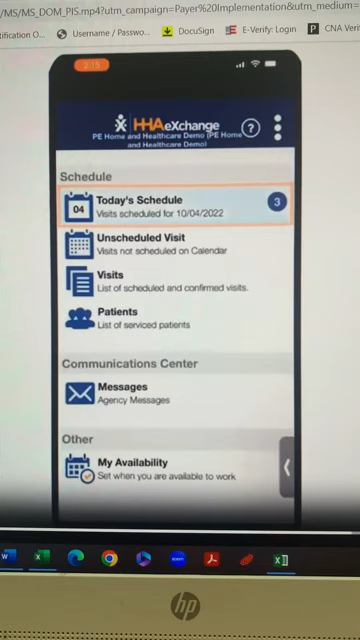 /MS/MS_DOM_PIS.mp4?utm_campaign=Payer%20Implementation&utm_medium=
tification O... Username / Passwo... DocuSign E-Verify: Login CNA Verif
2:15
HHAeXchange
PE Home and Healthcare Demo (PE Home
and Healthcare Demo)
Schedule
04 Today's Schedule 3
Visits scheduled for 10/04/2022
Unscheduled Visit
Visits not scheduled on Calendar
Visits
List of scheduled and confirmed visits.
Patients
List of serviced patients
Communications Center
Messages
Agency Messages
Other
My Availability
Set when you are available to work
hp